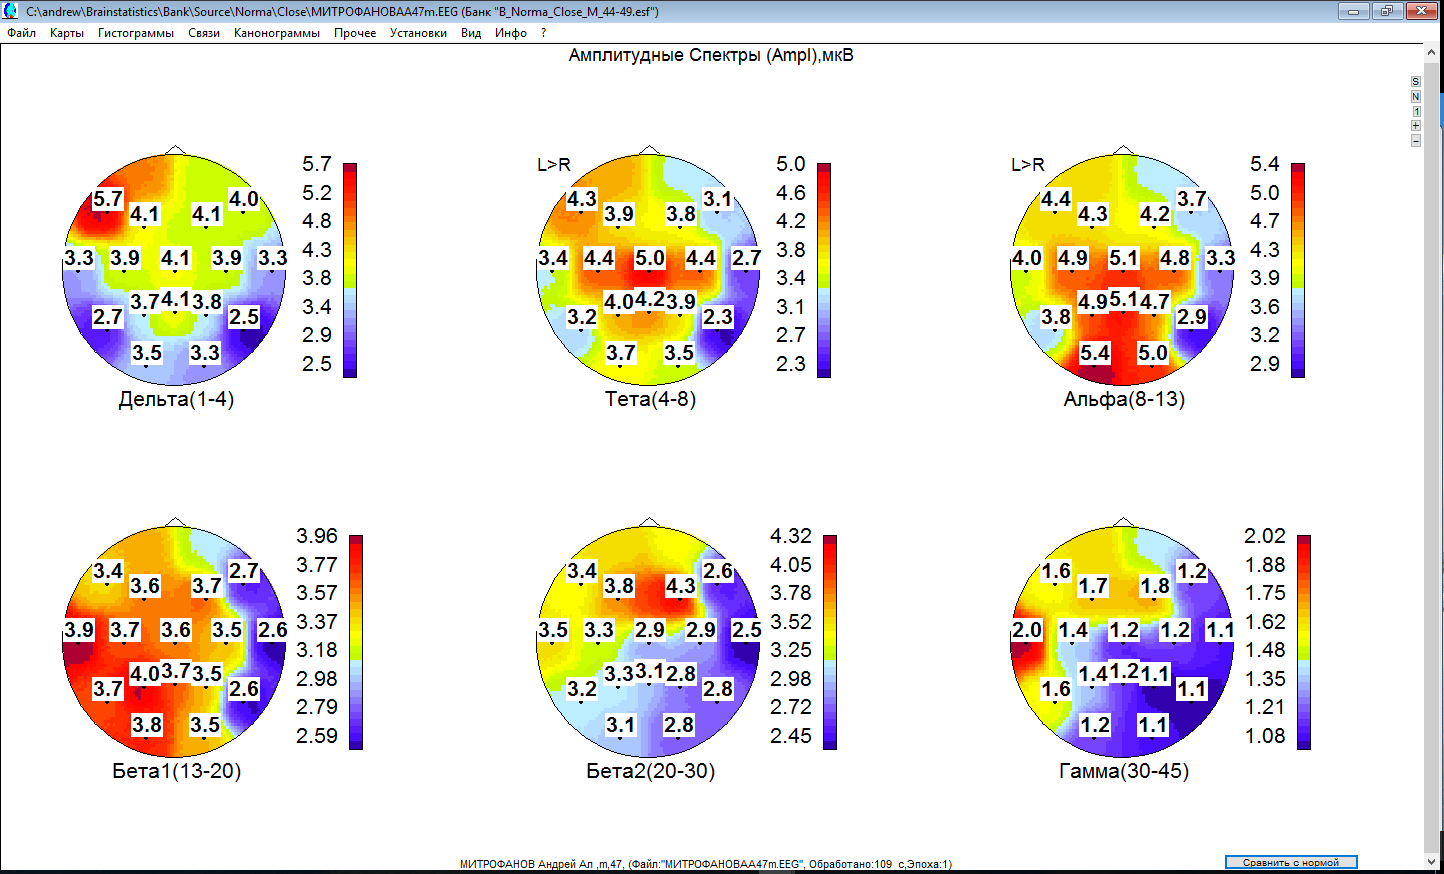 C:\andrew\Brainstatistics\Bank\Source\Norma\Close\МИТРОФАНОВАА47m.EEG (Банк "B_Norma_Close_M_44-49.esf")
Файл Карты Гистограммы Связи Канонограммы Прочее Установки Вид Инфо ?
Амплитудные Спектры (Ampl),мкВ
S
N
1
+
−
5.7
5.2
4.8
4.3
3.8
3.4
2.9
2.5
5.7 4.0
4.1 4.1
3.3 3.9 4.1 3.9 3.3
3.7 4.1 3.8
2.7 2.5
3.5 3.3
Дельта(1-4)
L>R
5.0
4.6
4.2
3.8
3.4
3.1
2.7
2.3
4.3 3.1
3.9 3.8
3.4 4.4 5.0 4.4 2.7
4.0 4.2 3.9
3.2 2.3
3.7 3.5
Тета(4-8)
L>R
5.4
5.0
4.7
4.3
3.9
3.6
3.2
2.9
4.4 3.7
4.3 4.2
4.0 4.9 5.1 4.8 3.3
4.9 5.1 4.7
3.8 2.9
5.4 5.0
Альфа(8-13)
3.96
3.77
3.57
3.37
3.18
2.98
2.79
2.59
3.4 2.7
3.6 3.7
3.9 3.7 3.6 3.5 2.6
4.0 3.7 3.5
3.7 2.6
3.8 3.5
Бета1(13-20)
4.32
4.05
3.78
3.52
3.25
2.98
2.72
2.45
3.4 2.6
3.8 4.3
3.5 3.3 2.9 2.9 2.5
3.3 3.1 2.8
3.2 2.8
3.1 2.8
Бета2(20-30)
2.02
1.88
1.75
1.62
1.48
1.35
1.21
1.08
1.6 1.2
1.7 1.8
2.0 1.4 1.2 1.2 1.1
1.4 1.2 1.1
1.6 1.1
1.2 1.1
Гамма(30-45)
МИТРОФАНОВ Андрей Ал ,m,47, (Файл:"МИТРОФАНОВАА47m.EEG", Обработано:109 с,Эпоха:1)
Сравнить с нормой